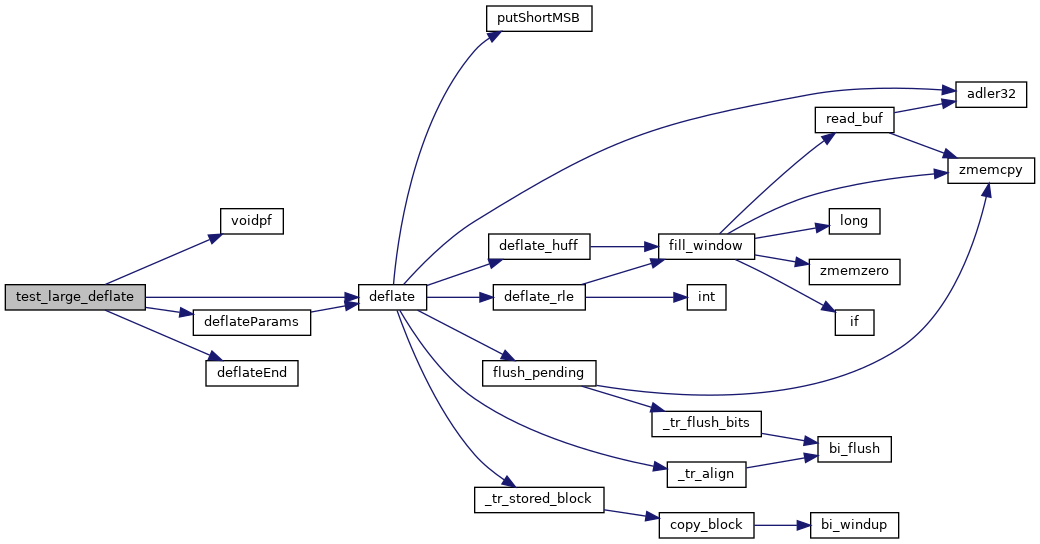 putShortMSB
adler32
read_buf
zmemcpy
voidpf
long
deflate_huff
fill_window
zmemzero
test_large_deflate
deflate
deflate_rle
int
deflateParams
if
deflateEnd
flush_pending
_tr_flush_bits
bi_flush
_tr_align
_tr_stored_block
copy_block
bi_windup